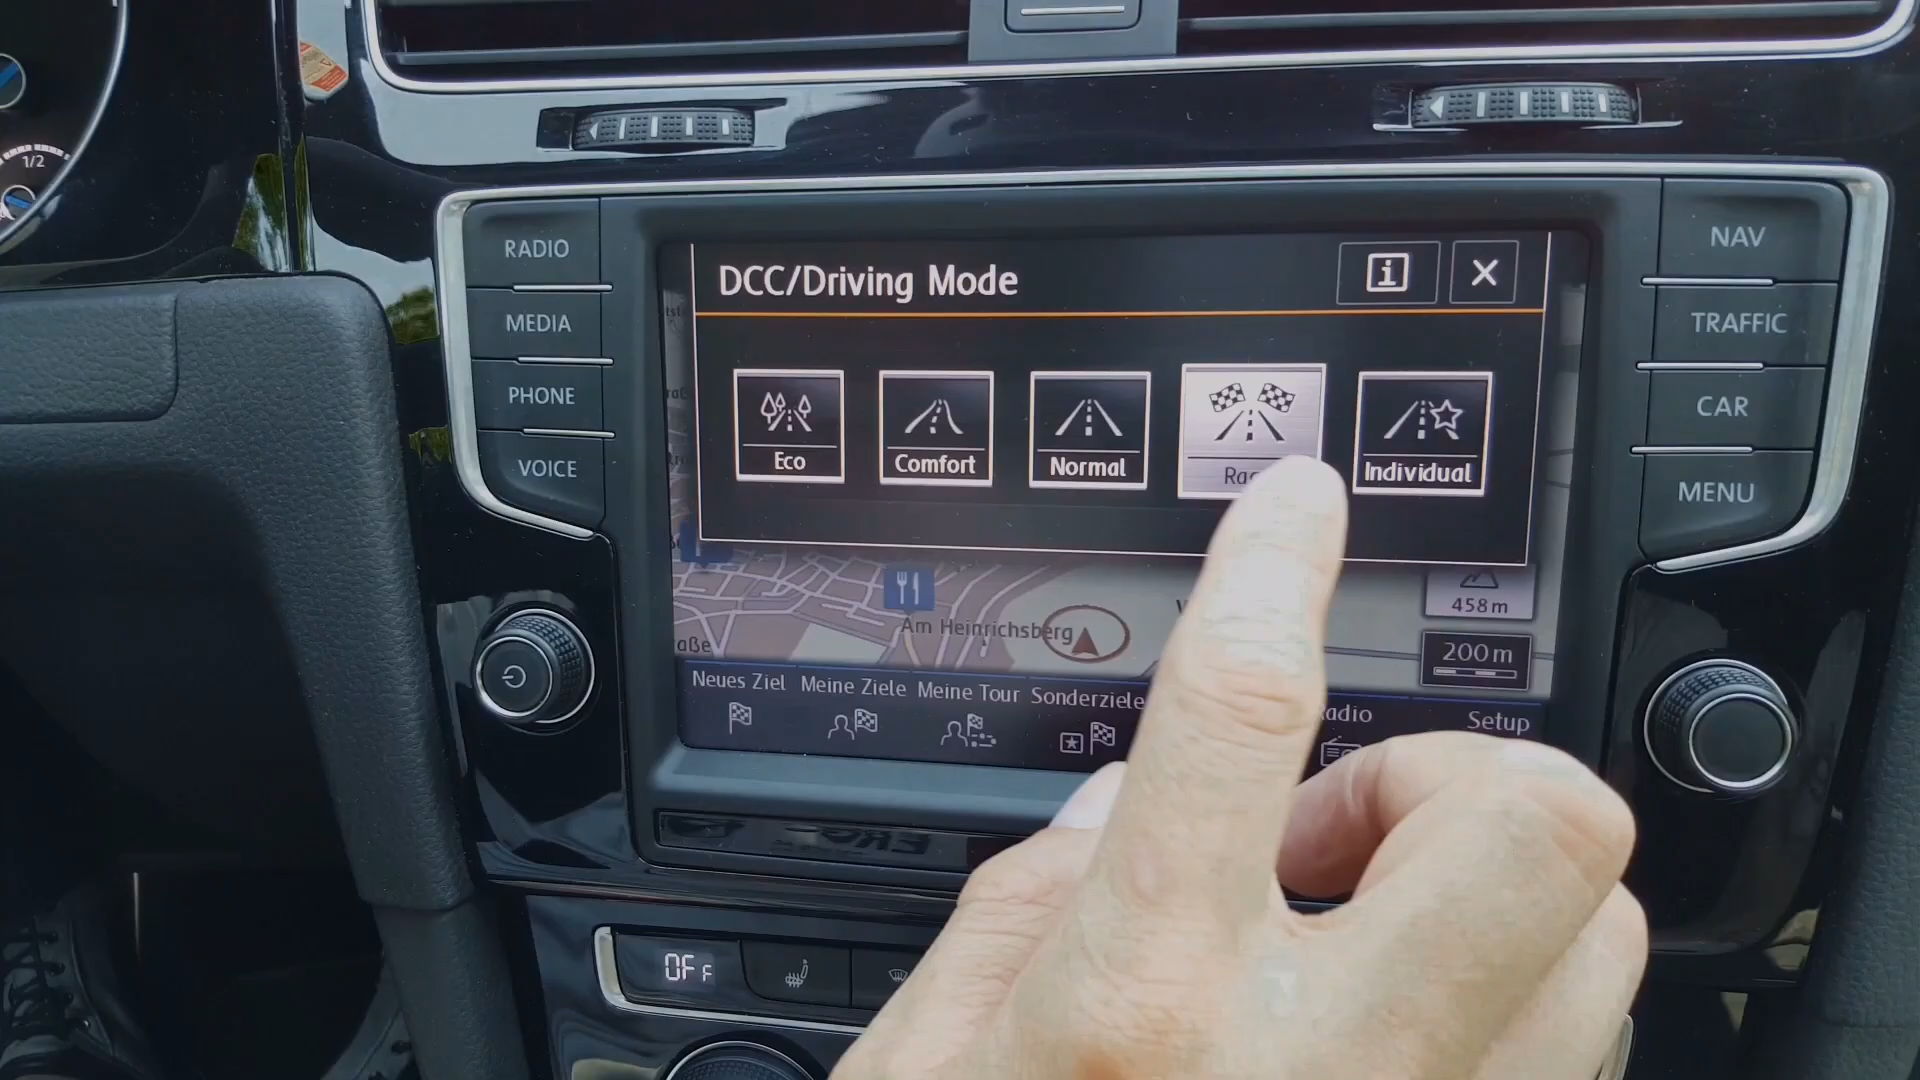 1/2
RADIO
MEDIA
PHONE
VOICE
NAV
TRAFFIC
CAR
MENU
DCC/Driving Mode
i
Eco
Comfort
Normal
Individual
Am Heinrichsberg
aße
458 m
200 m
Neues Ziel
Meine Ziele
Meine Tour
Sonderziele
Setup
OFF